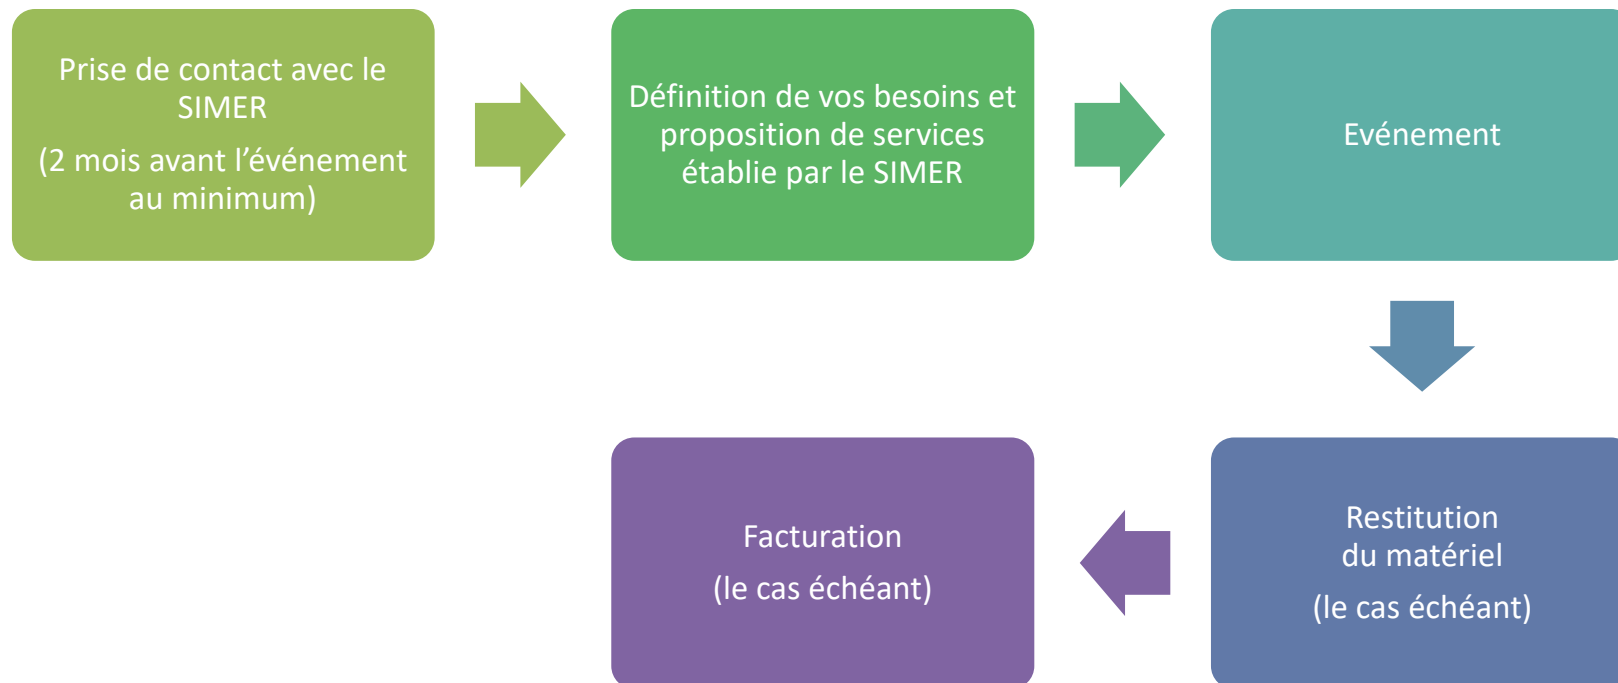 Prise de contact avec le
SIMER
(2 mois avant l’événement
au minimum)
Définition de vos besoins et
proposition de services
établie par le SIMER
Evénement
Restitution
du matériel
(le cas échéant)
Facturation
(le cas échéant)